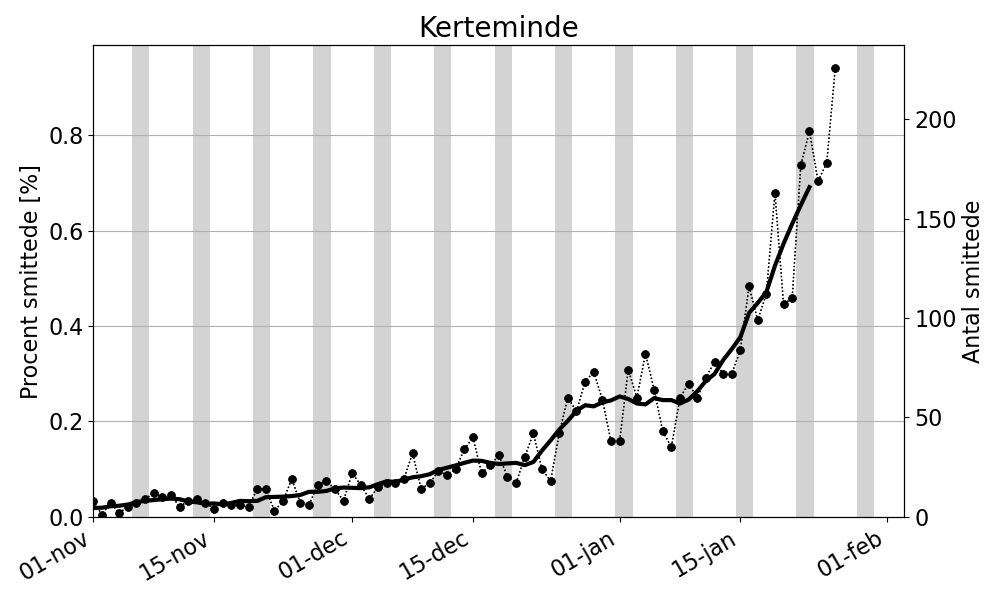 Kerteminde
Procent smittede [%]
0.8
0.6
0.4
0.2
0.0
200
150
100
50
0
Antal smittede
01-nov
15-nov
01-dec
15-dec
01-jan
15-jan
01-feb